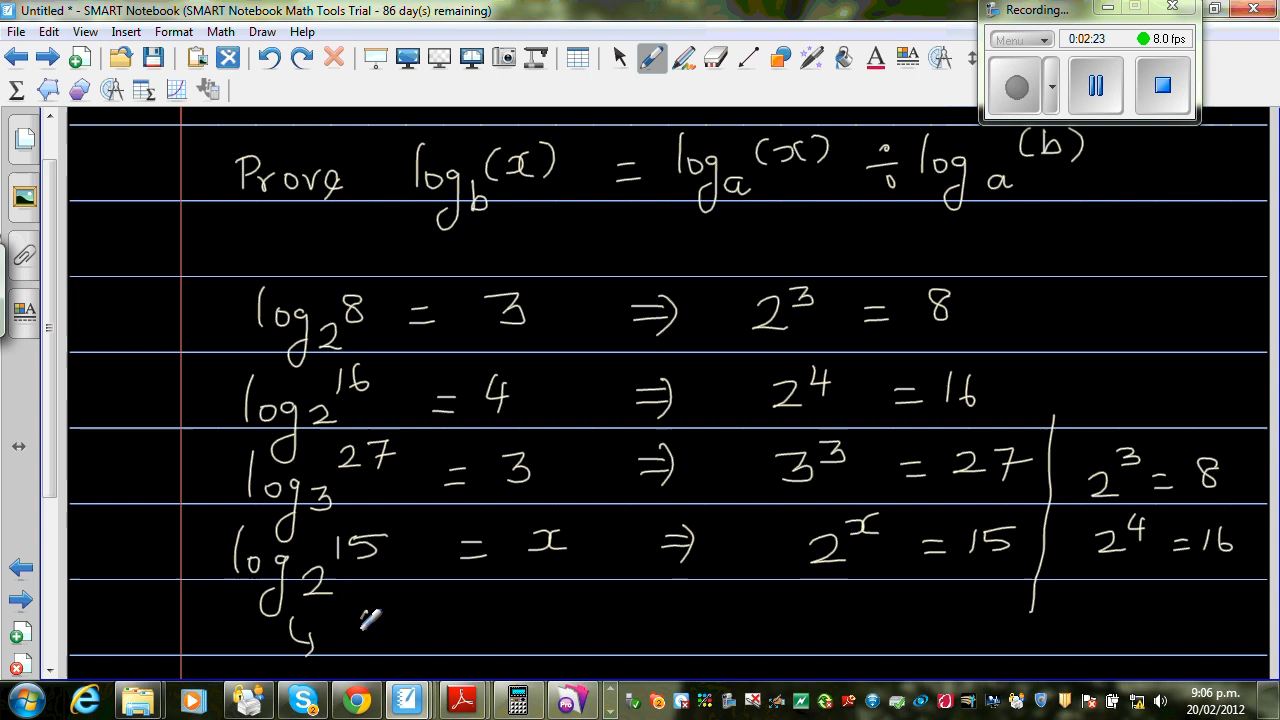 Untitled * - SMART Notebook (SMART Notebook Math Tools Trial - 86 day(s) remaining)
Recording...
File Edit View Insert Format Math Draw Help
Menu
0:02:23
8.0 fps
Prove log_b (x) = log_a (x) ÷ log_a (b)
log_2 8 = 3 ⇒ 2^3 = 8
log_2 16 = 4 ⇒ 2^4 = 16
log_3 27 = 3 ⇒ 3^3 = 27
2^3 = 8
log_2 15 = x ⇒ 2^x = 15
2^4 = 16
9:06 p.m.
20/02/2012